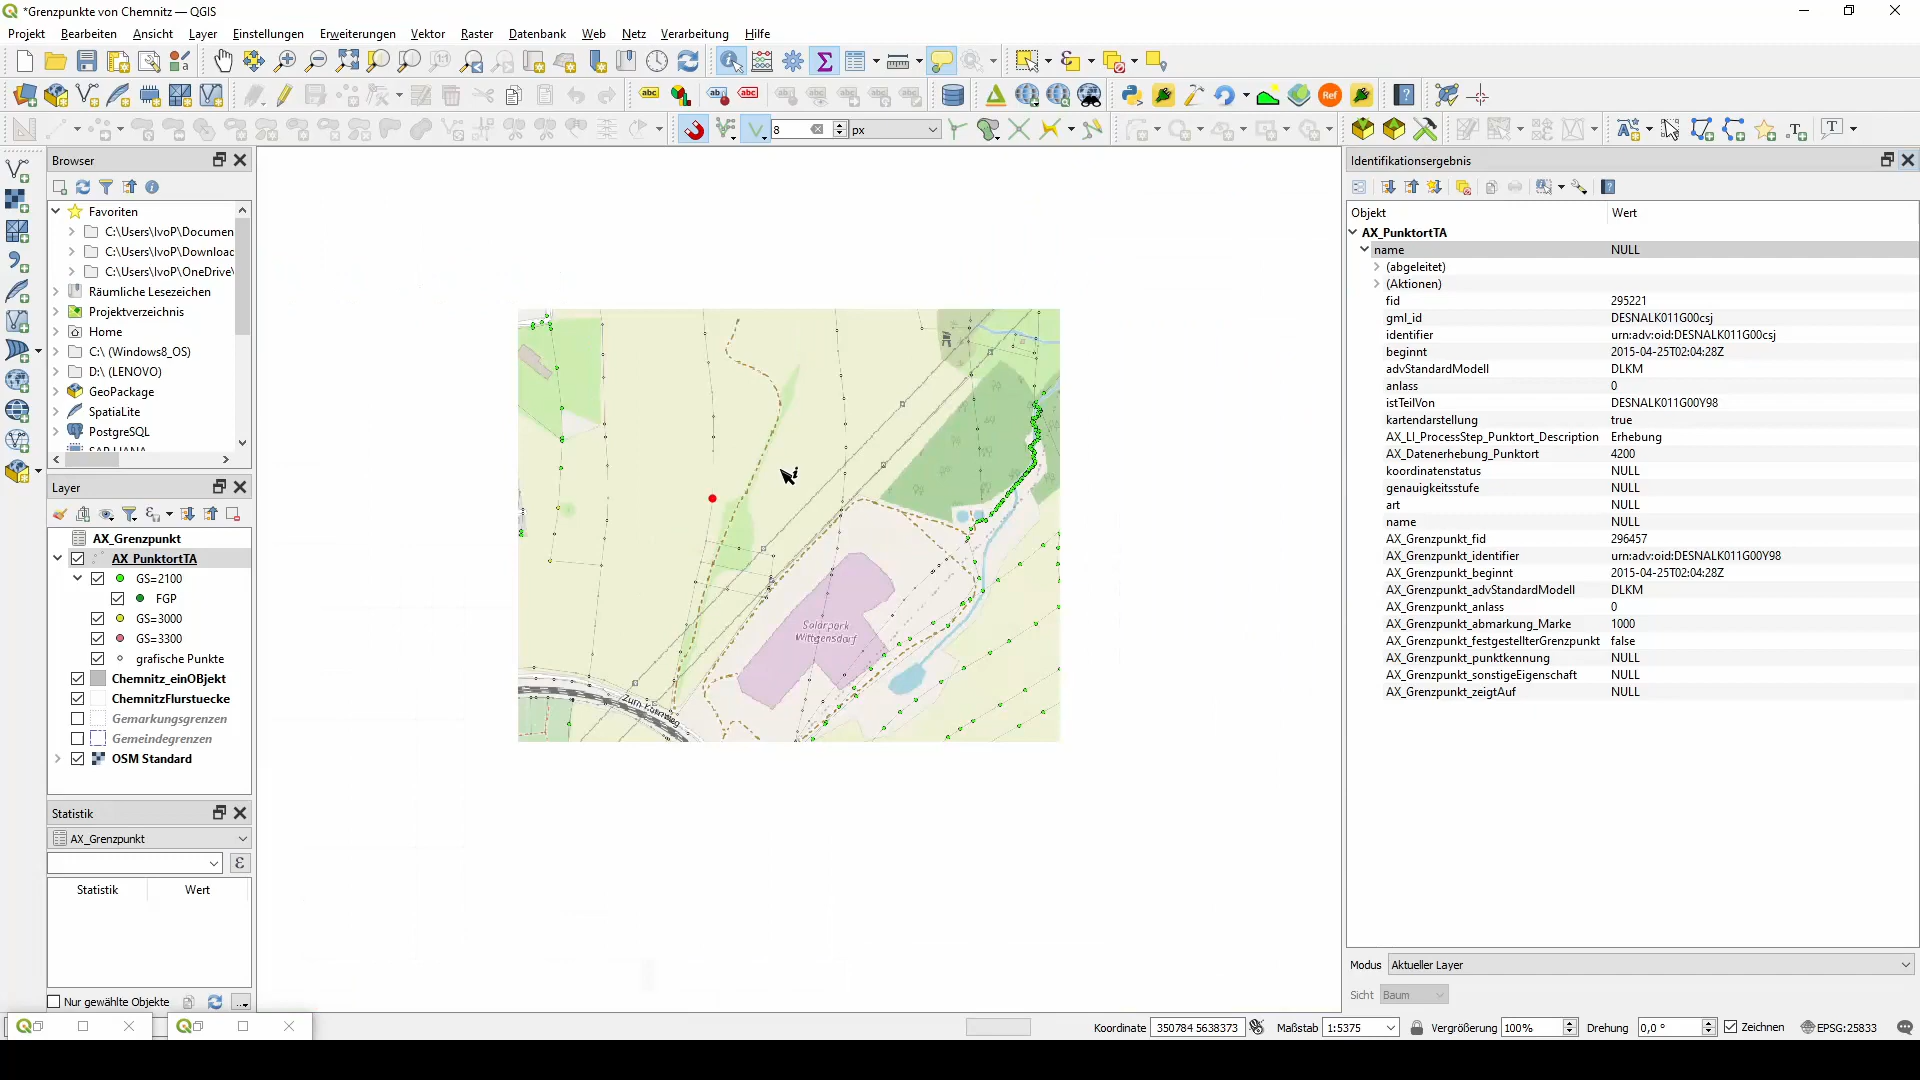 *Grenzpunkte von Chemnitz — QGIS
Projekt Bearbeiten Ansicht Layer Einstellungen Erweiterungen Vektor Raster Datenbank Web Netz Verarbeitung Hilfe
abc ab abc Ref
8 px
Browser
Favoriten
C:\Users\IvoP\Documen
C:\Users\IvoP\Downloac
C:\Users\IvoP\OneDrive\
Räumliche Lesezeichen
Projektverzeichnis
Home
C:\ (Windows8_OS)
D:\ (LENOVO)
GeoPackage
SpatiaLite
PostgreSQL
SAP HANA
Layer
AX_Grenzpunkt
AX_PunktortTA
GS=2100
FGP
GS=3000
GS=3300
grafische Punkte
Chemnitz_einOBjekt
ChemnitzFlurstuecke
Gemarkungsgrenzen
Gemeindegrenzen
OSM Standard
Statistik
AX_Grenzpunkt
Statistik Wert
Nur gewählte Objekte
Solarpark
Wittgensdorf
Identifikationsergebnis
Objekt Wert
AX_PunktortTA
name NULL
(abgeleitet)
(Aktionen)
fid 295221
gml_id DESNALK011G00csj
identifier urn:adv:oid:DESNALK011G00csj
beginnt 2015-04-25T02:04:28Z
advStandardModell DLKM
anlass 0
istTeilVon DESNALK011G00Y98
kartendarstellung true
AX_LI_ProcessStep_Punktort_Description Erhebung
AX_Datenerhebung_Punktort 4200
koordinatenstatus NULL
genauigkeitsstufe NULL
art NULL
name NULL
AX_Grenzpunkt_fid 296457
AX_Grenzpunkt_identifier urn:adv:oid:DESNALK011G00Y98
AX_Grenzpunkt_beginnt 2015-04-25T02:04:28Z
AX_Grenzpunkt_advStandardModell DLKM
AX_Grenzpunkt_anlass 0
AX_Grenzpunkt_abmarkung_Marke 1000
AX_Grenzpunkt_festgestellterGrenzpunkt false
AX_Grenzpunkt_punktkennung NULL
AX_Grenzpunkt_sonstigeEigenschaft NULL
AX_Grenzpunkt_zeigtAuf NULL
Modus Aktueller Layer
Sicht Baum
Koordinate 350784 5638373 Maßstab 1:5375 Vergrößerung 100% Drehung 0,0 ° Zeichnen EPSG:25833